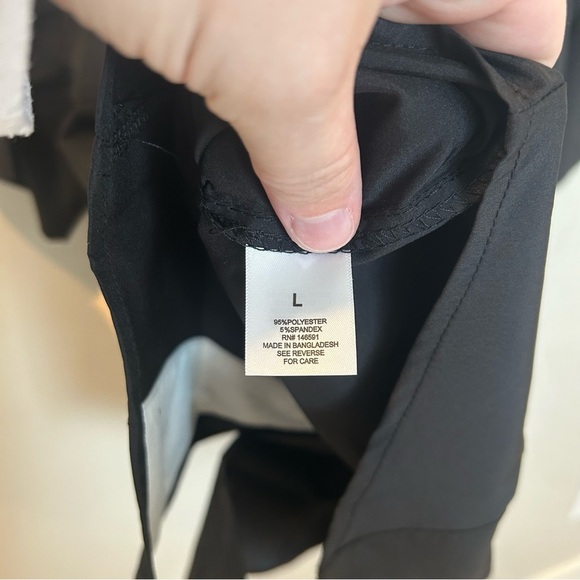 L
95%POLYESTER
5%SPANDEX
RN# 146591
MADE IN BANGLADESH
SEE REVERSE
FOR CARE